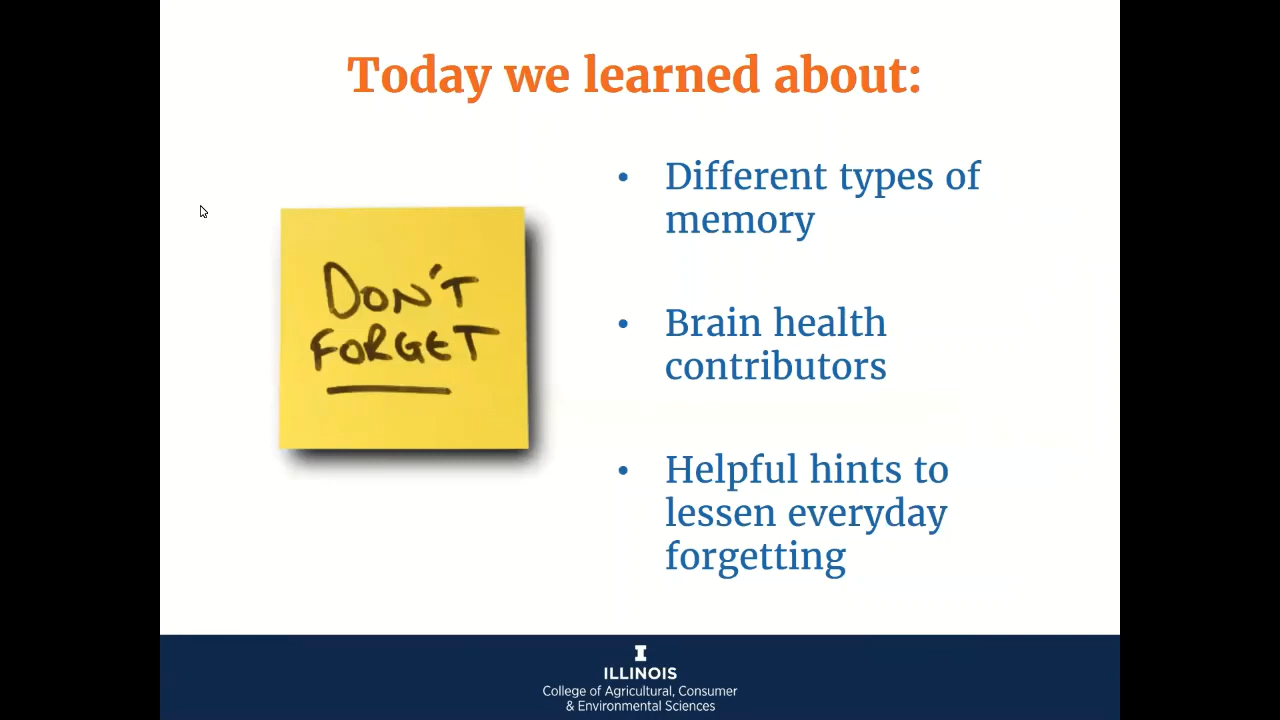 Today we learned about:
DON'T
FORGET
• Different types of
memory
• Brain health
contributors
• Helpful hints to
lessen everyday
forgetting
I
ILLINOIS
College of Agricultural, Consumer
& Environmental Sciences